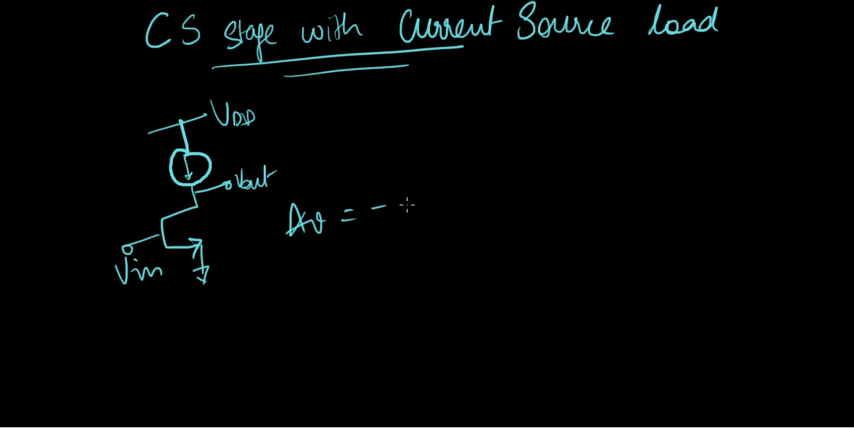 CS stage with Current Source load
VDD
Vout
Av = -
Vin